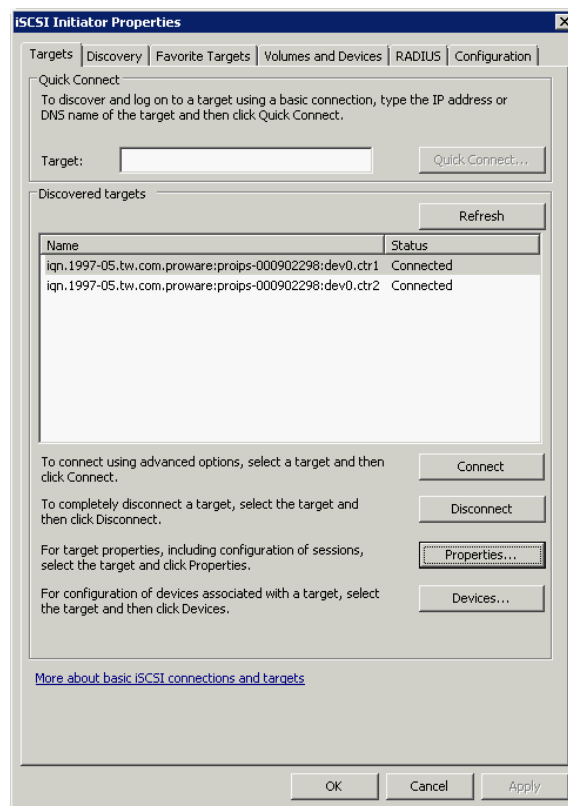 iSCSI Initiator Properties
Targets Discovery Favorite Targets Volumes and Devices RADIUS Configuration
Quick Connect
To discover and log on to a target using a basic connection, type the IP address or
DNS name of the target and then click Quick Connect.
Target: Quick Connect...
Discovered targets
Refresh
Name Status
iqn.1997-05.tw.com.proware:proips-000902298:dev0.ctr1 Connected
iqn.1997-05.tw.com.proware:proips-000902298:dev0.ctr2 Connected
To connect using advanced options, select a target and then
click Connect.
Connect
To completely disconnect a target, select the target and
then click Disconnect.
Disconnect
For target properties, including configuration of sessions,
select the target and click Properties.
Properties...
For configuration of devices associated with a target, select
the target and then click Devices.
Devices...
More about basic iSCSI connections and targets
OK Cancel Apply